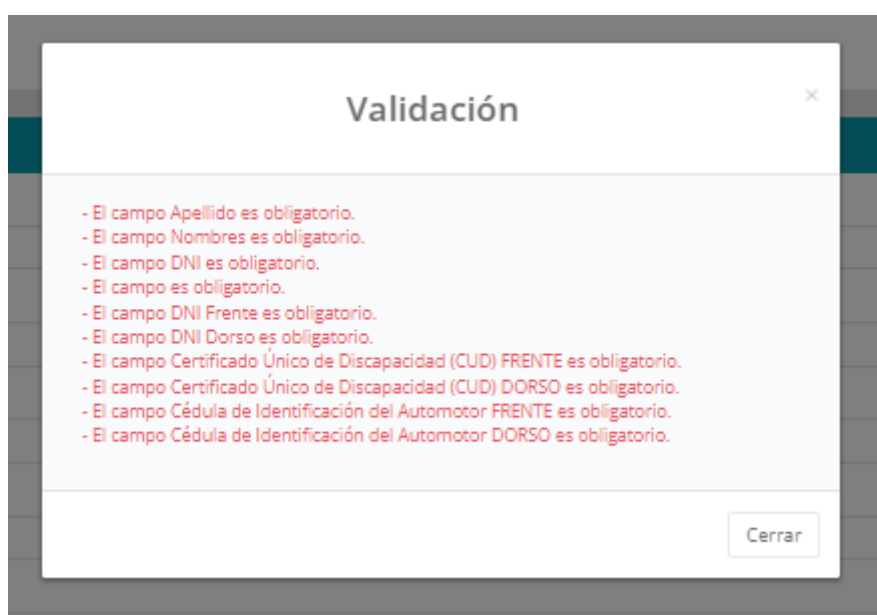 Validación
×
- El campo Apellido es obligatorio.
- El campo Nombres es obligatorio.
- El campo DNI es obligatorio.
- El campo es obligatorio.
- El campo DNI Frente es obligatorio.
- El campo DNI Dorso es obligatorio.
- El campo Certificado Único de Discapacidad (CUD) FRENTE es obligatorio.
- El campo Certificado Único de Discapacidad (CUD) DORSO es obligatorio.
- El campo Cédula de Identificación del Automotor FRENTE es obligatorio.
- El campo Cédula de Identificación del Automotor DORSO es obligatorio.
Cerrar